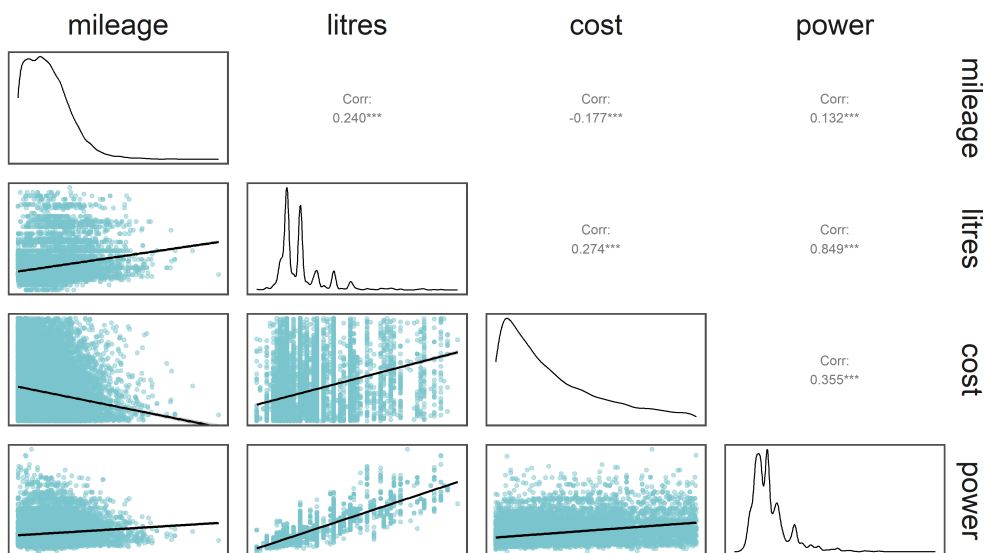 mileage
litres
cost
power
mileage
Corr:
0.240***
Corr:
-0.177***
Corr:
0.132***
litres
Corr:
0.274***
Corr:
0.849***
cost
Corr:
0.355***
power